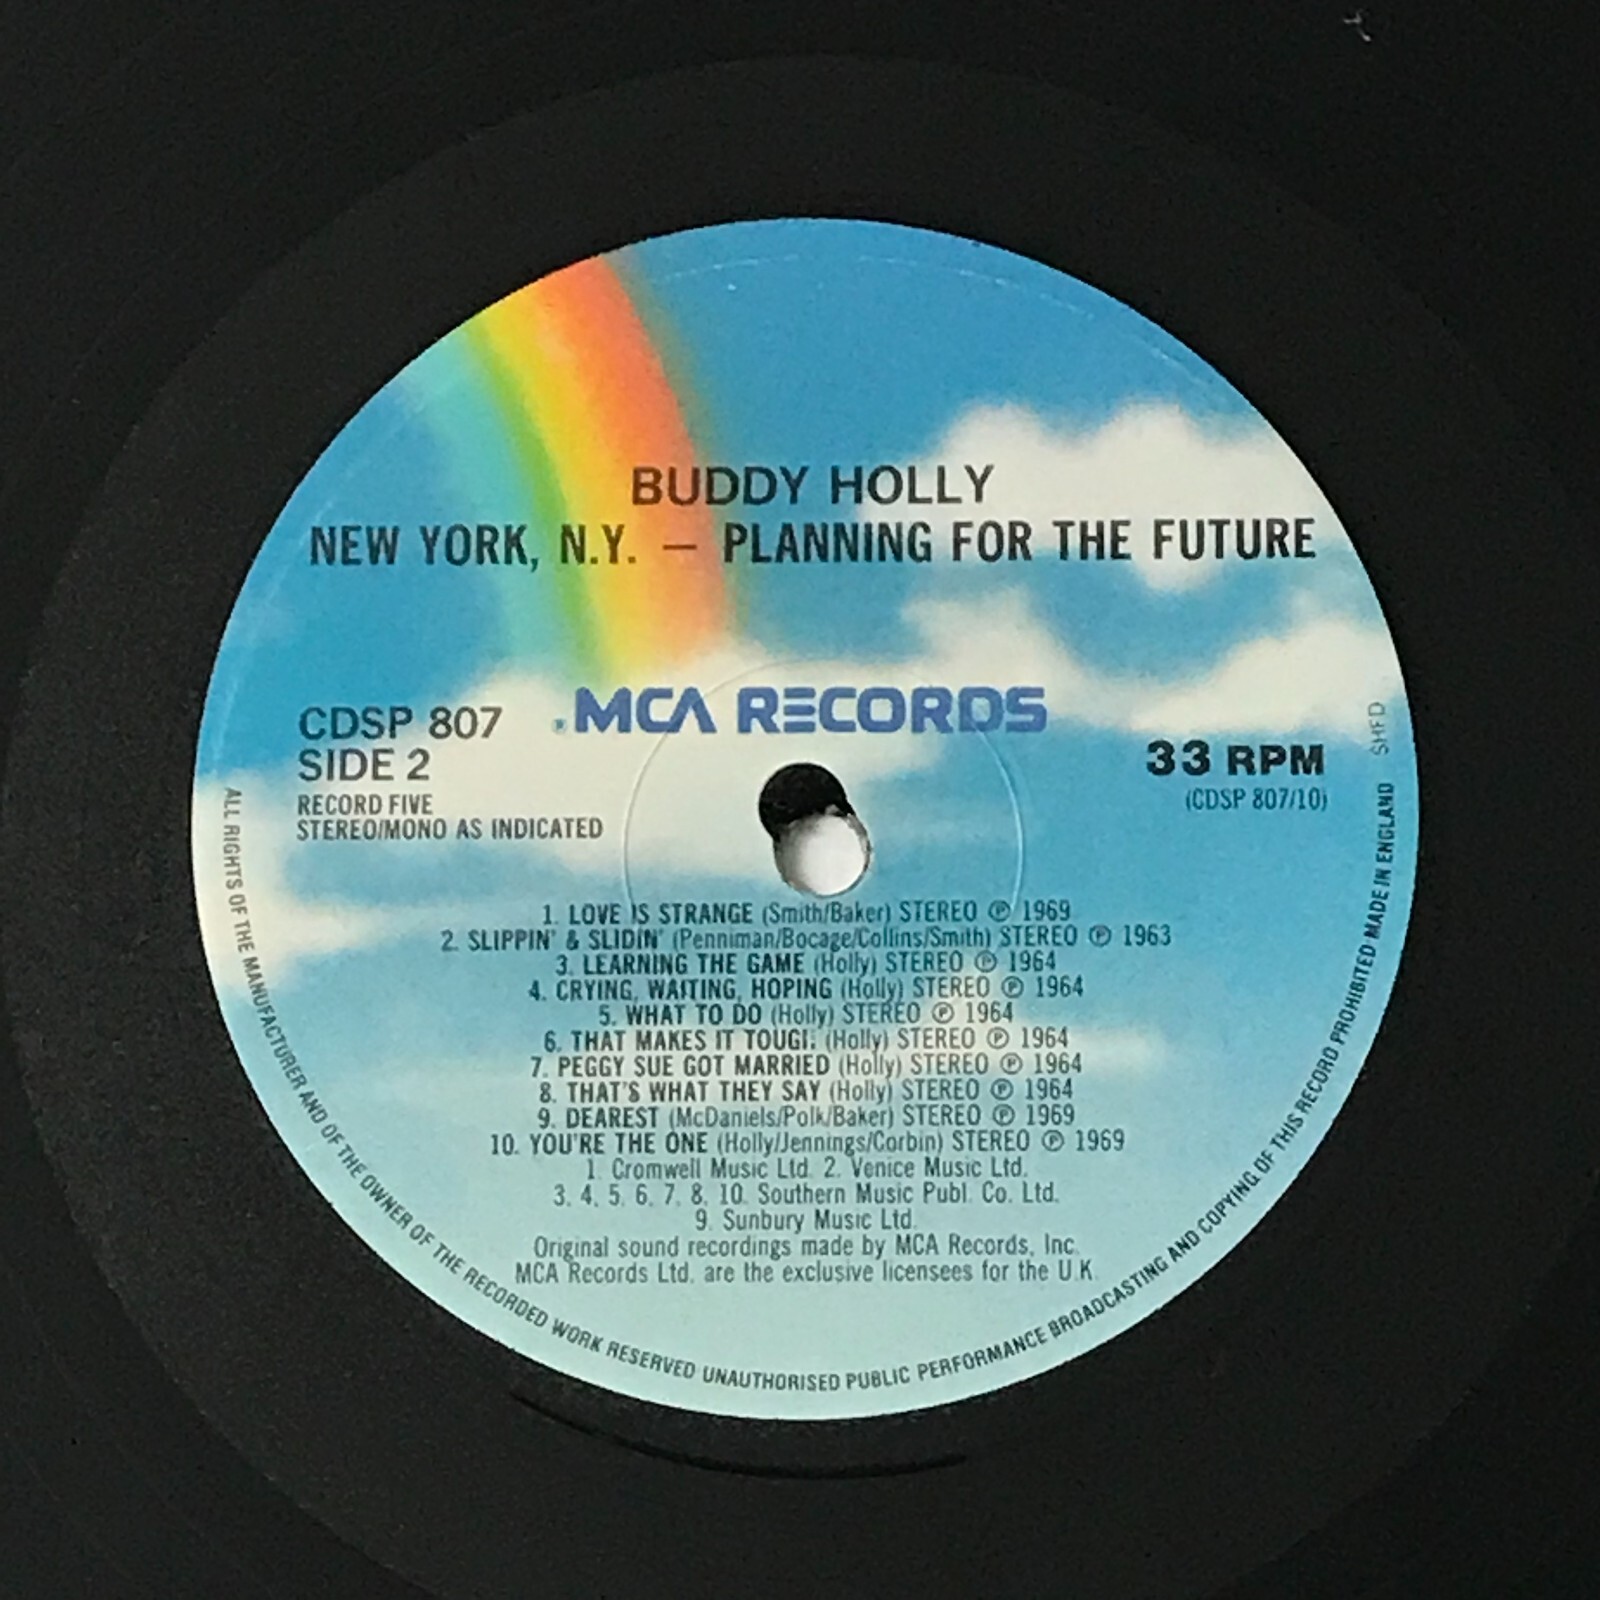 BUDDY HOLLY
NEW YORK, N.Y. — PLANNING FOR THE FUTURE
CDSP 807
SIDE 2
RECORD FIVE
STEREO/MONO AS INDICATED
® MCA RECORDS
33 RPM
(CDSP 807/10)
SHFD
1. LOVE IS STRANGE (Smith/Baker) STEREO ℗ 1969
2. SLIPPIN' & SLIDIN' (Penniman/Bocage/Collins/Smith) STEREO ℗ 1963
3. LEARNING THE GAME (Holly) STEREO ℗ 1964
4. CRYING, WAITING, HOPING (Holly) STEREO ℗ 1964
5. WHAT TO DO (Holly) STEREO ℗ 1964
6. THAT MAKES IT TOUGH (Holly) STEREO ℗ 1964
7. PEGGY SUE GOT MARRIED (Holly) STEREO ℗ 1964
8. THAT'S WHAT THEY SAY (Holly) STEREO ℗ 1964
9. DEAREST (McDaniels/Polk/Baker) STEREO ℗ 1969
10. YOU'RE THE ONE (Holly/Jennings/Corbin) STEREO ℗ 1969
1. Cromwell Music Ltd. 2. Venice Music Ltd.
3. 4. 5. 6. 7. 8. 10. Southern Music Publ. Co. Ltd.
9. Sunbury Music Ltd.
Original sound recordings made by MCA Records, Inc.
MCA Records Ltd. are the exclusive licensees for the U.K.
ALL RIGHTS OF THE MANUFACTURER AND OF THE OWNER OF THE RECORDED WORK RESERVED UNAUTHORISED PUBLIC PERFORMANCE BROADCASTING AND COPYING OF THIS RECORD PROHIBITED MADE IN ENGLAND